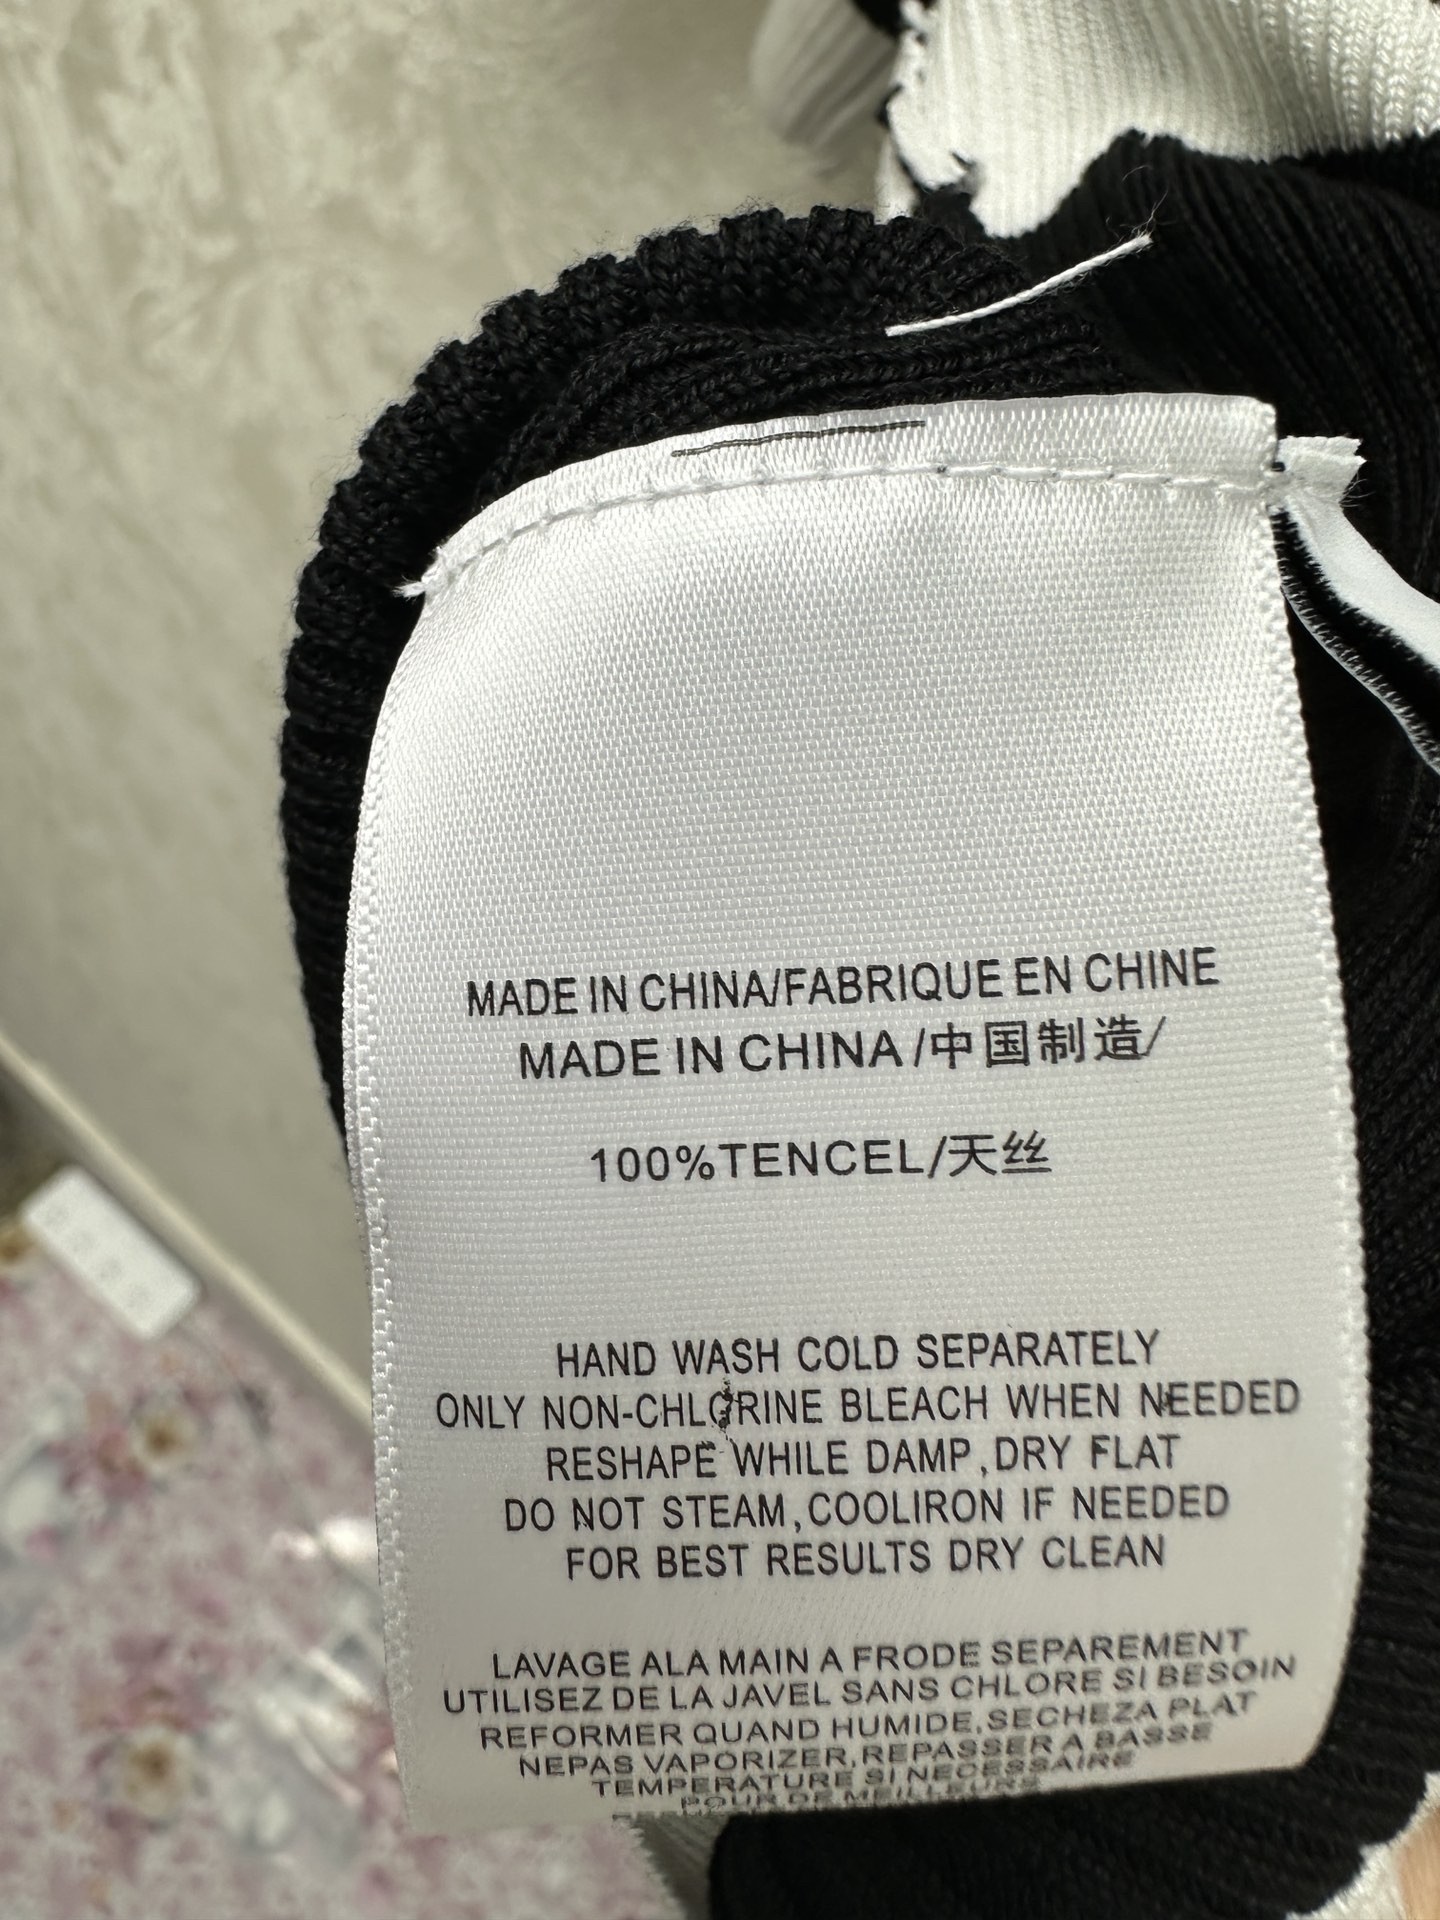 MADE IN CHINA/FABRIQUE EN CHINE
MADE IN CHINA/中国制造/
100%TENCEL/天丝
HAND WASH COLD SEPARATELY
ONLY NON-CHLORINE BLEACH WHEN NEEDED
RESHAPE WHILE DAMP,DRY FLAT
DO NOT STEAM,COOLIRON IF NEEDED
FOR BEST RESULTS DRY CLEAN
LAVAGE ALA MAIN A FRODE SEPAREMENT
UTILISEZ DE LA JAVEL SANS CHLORE SI BESOIN
REFORMER QUAND HUMIDE,SECHEZA PLAT
NEPAS VAPORIZER,REPASSER A BASSE
TEMPERATURE SI NECESSAIRE
POUR DE MEILLEURS